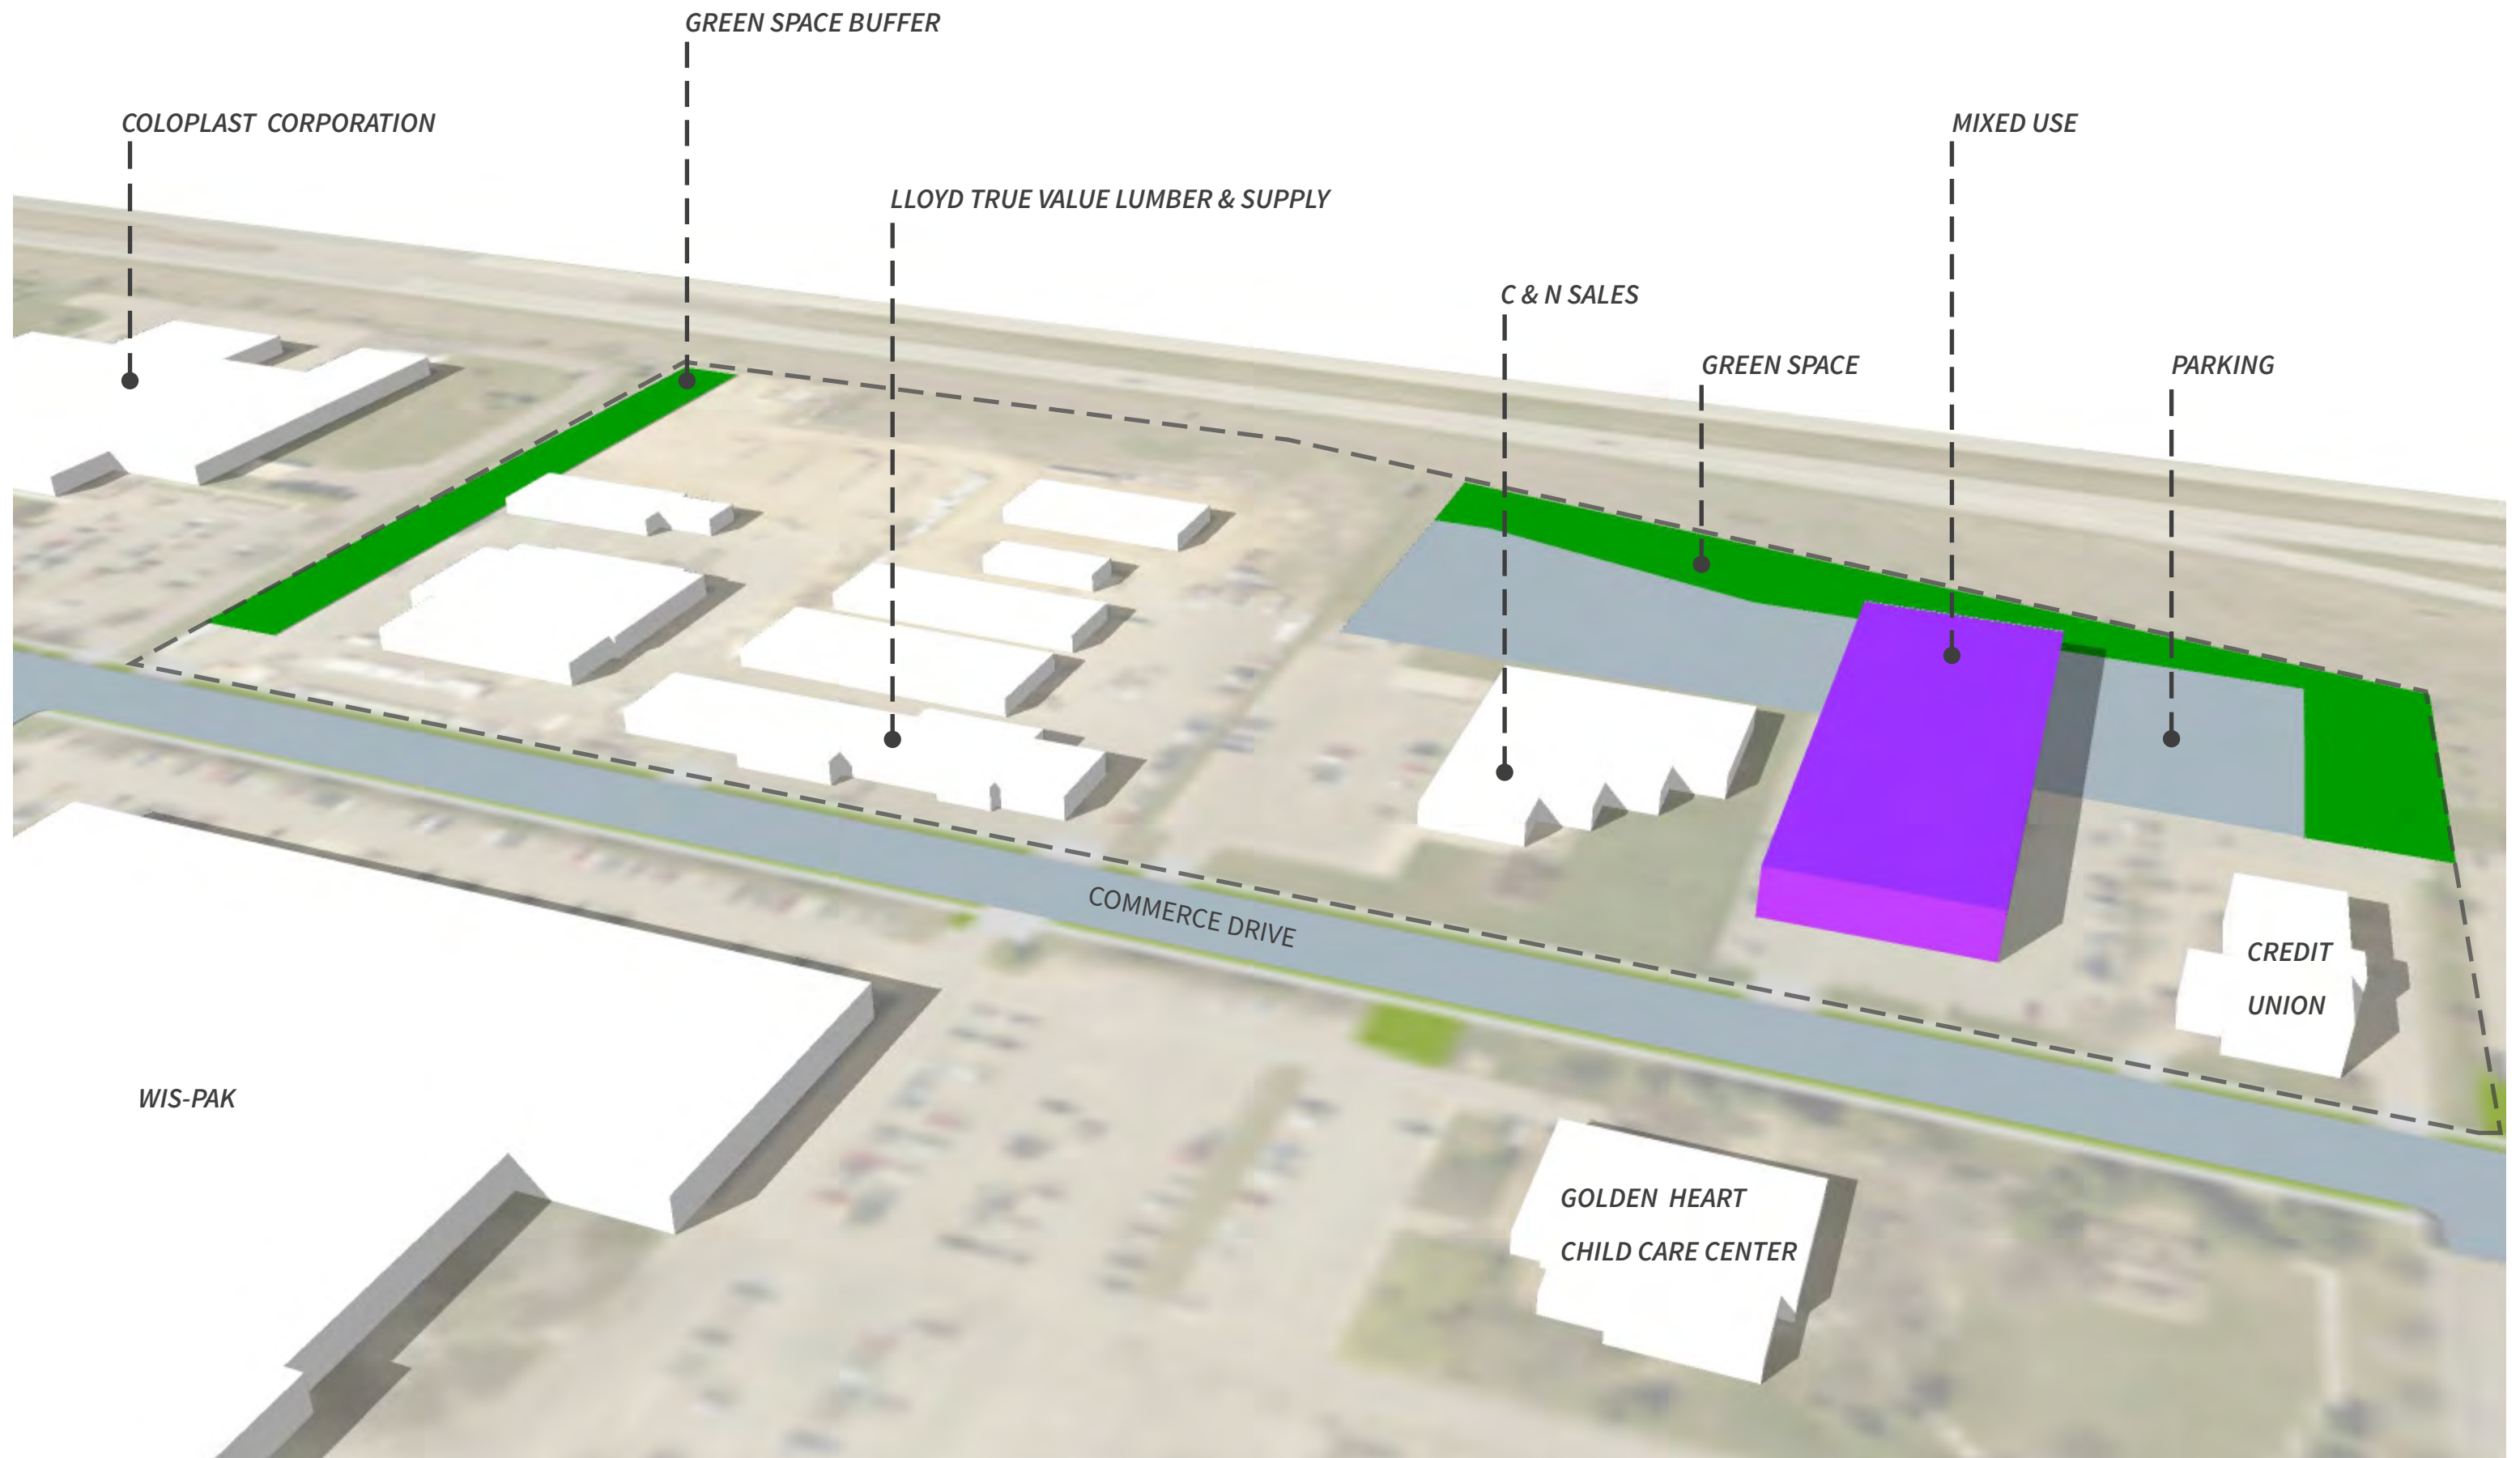 GREEN SPACE BUFFER
COLOPLAST CORPORATION
MIXED USE
LLOYD TRUE VALUE LUMBER & SUPPLY
C & N SALES
GREEN SPACE
PARKING
COMMERCE DRIVE
CREDIT
UNION
WIS-PAK
GOLDEN HEART
CHILD CARE CENTER